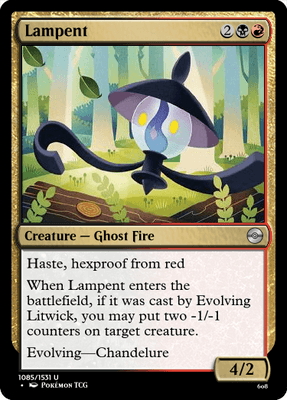 Lampent 2
Creature — Ghost Fire
Haste, hexproof from red
When Lampent enters the
battlefield, if it was cast by Evolving
Litwick, you may put two -1/-1
counters on target creature.
Evolving—Chandelure
4/2
1085/1531 U
• Pokémon TCG
608